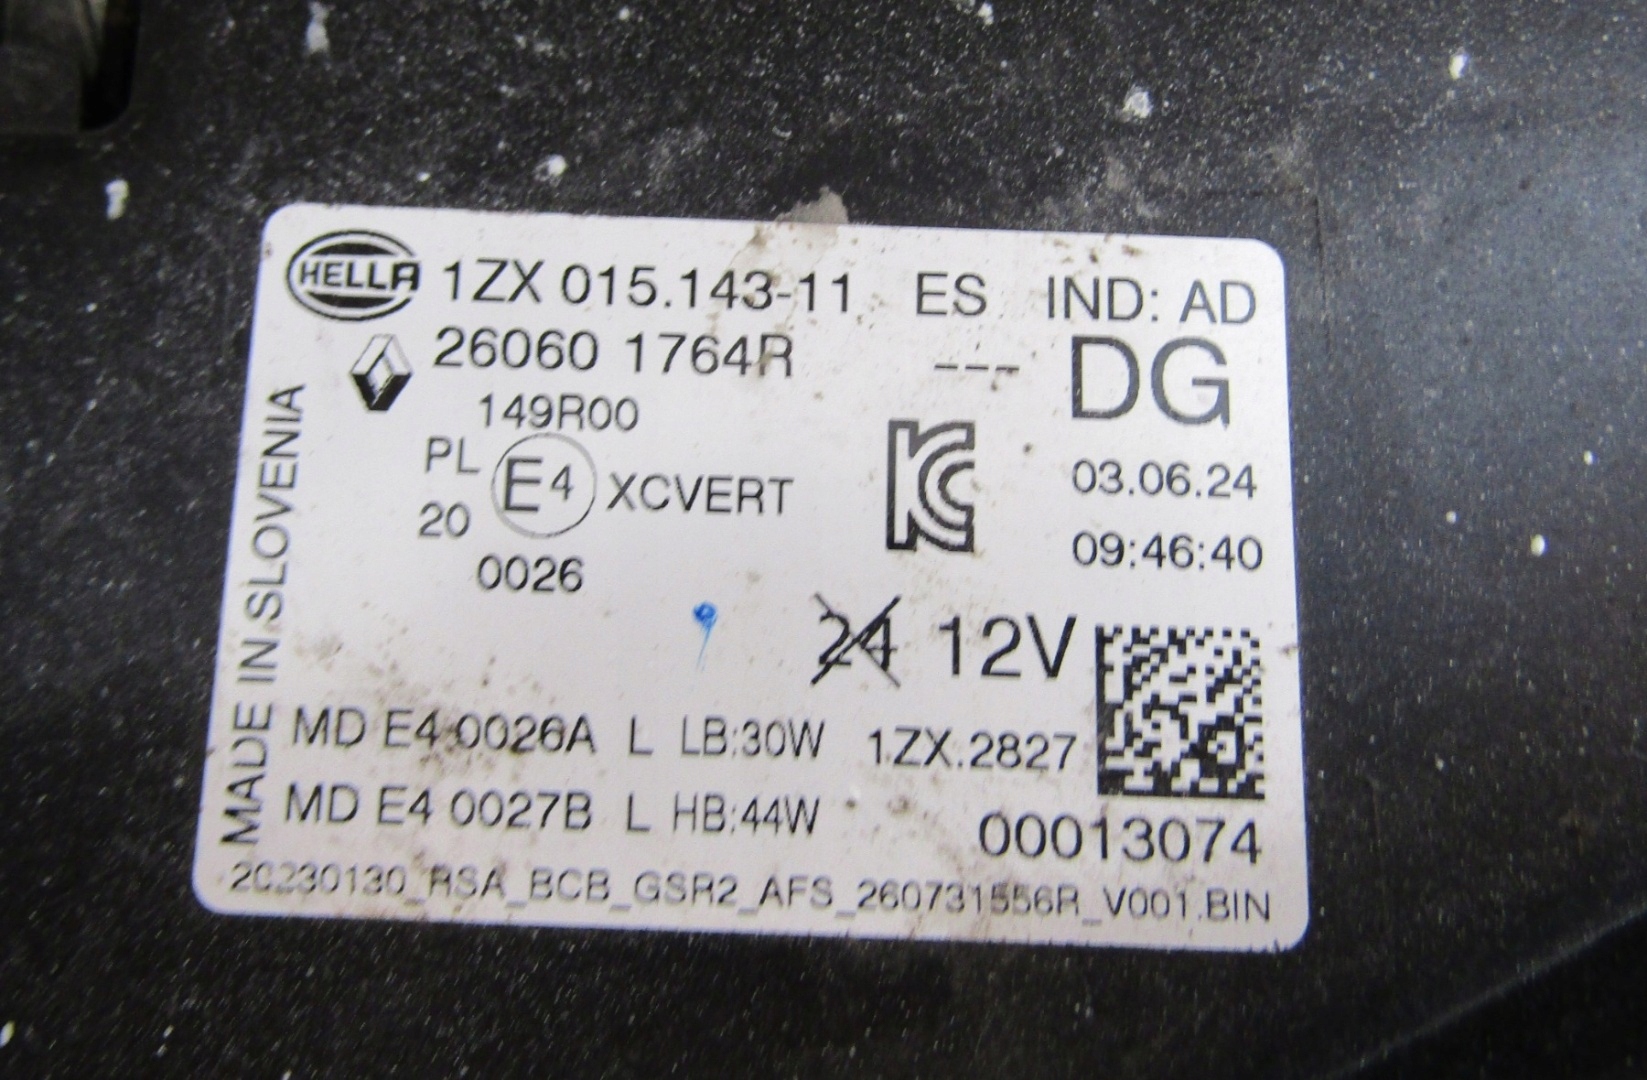 HELLA 1ZX 015.143-11 ES IND: AD
26060 1764R --- DG
149R00
PL E4 XCVERT KC 03.06.24
20
0026 09:46:40
24 12V
MD E4 0026A L LB:30W 1ZX.2827
MD E4 0027B L HB:44W 00013074
20230130_RSA_BCB_GSR2_AFS_260731556R_V001.BIN
MADE IN SLOVENIA